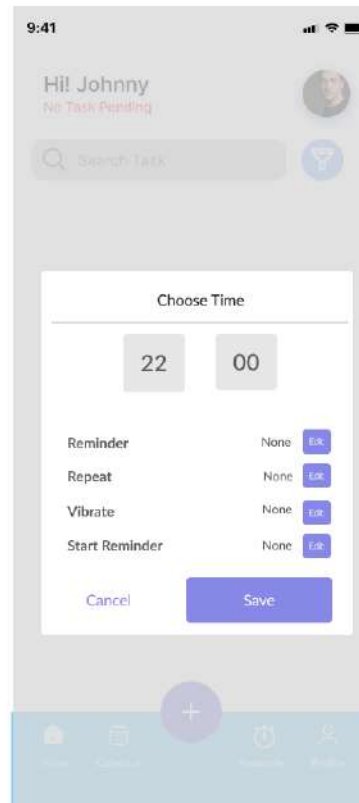 9:41
Hi! Johnny
No Task Pending
Search Task
Choose Time
22 00
Reminder None Edit
Repeat None Edit
Vibrate None Edit
Start Reminder None Edit
Cancel Save